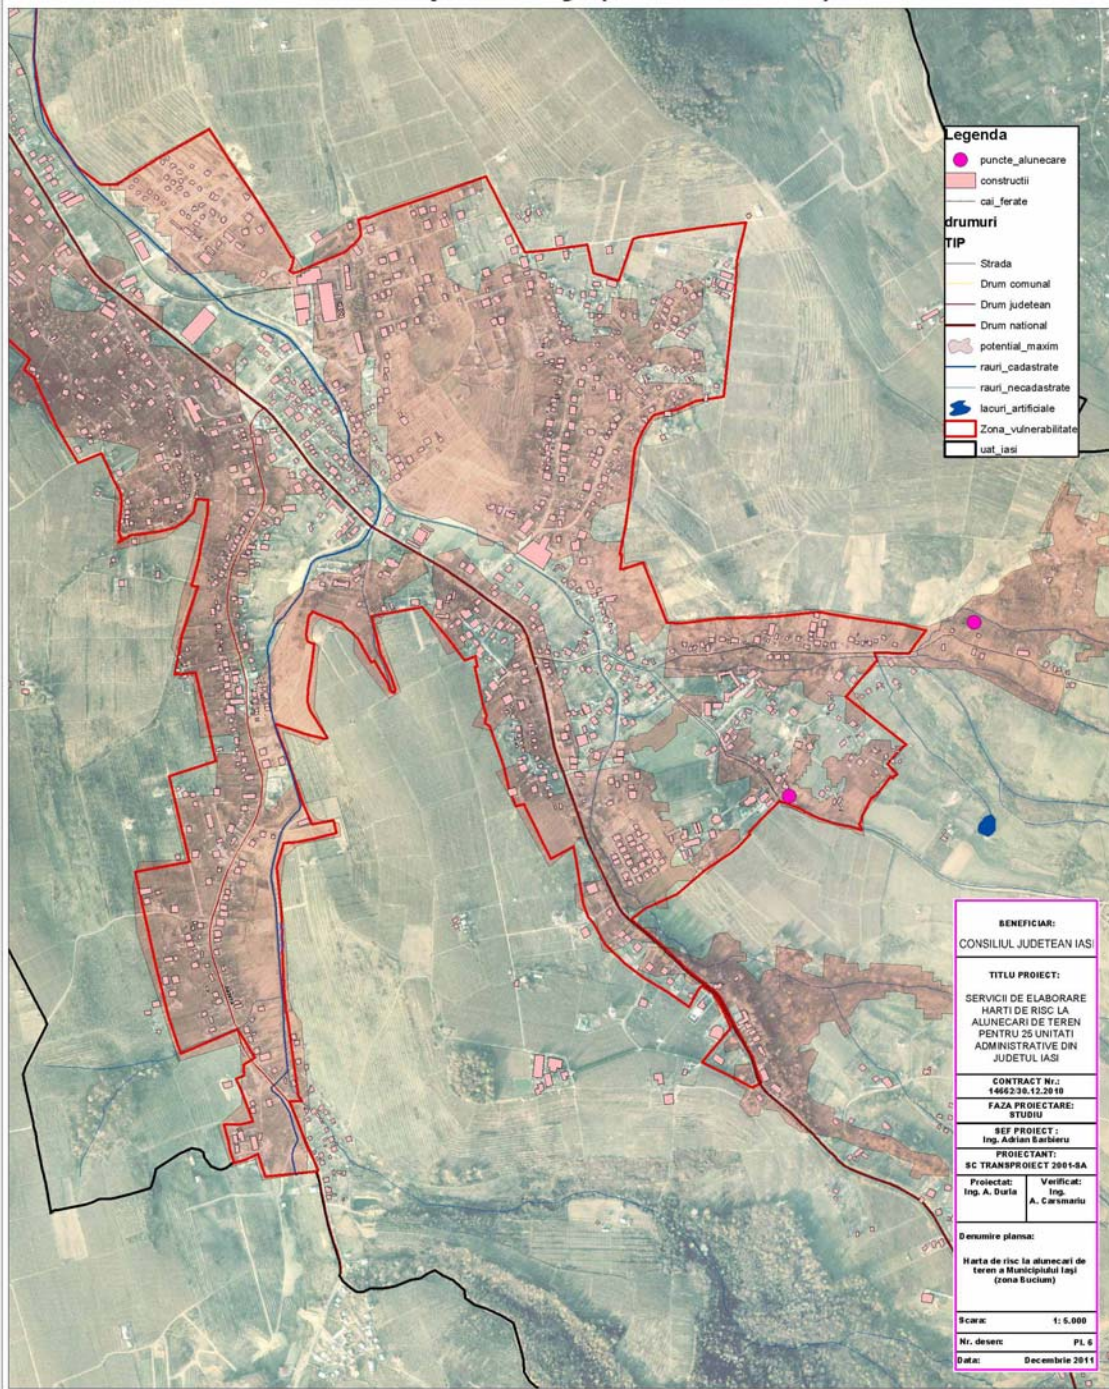 Legenda
puncte_alunecare
constructii
cai_ferate
drumuri
TIP
Strada
Drum comunal
Drum judetean
Drum national
potential_maxim
rauri_cadastrate
rauri_necadastrate
lacuri_artificiale
Zona_vulnerabilitate
uat_iasi
BENEFICIAR:
CONSILIUL JUDETEAN IASI
TITLU PROIECT:
SERVICII DE ELABORARE
HARTI DE RISC LA
ALUNECARI DE TEREN
PENTRU 25 UNITATI
ADMINISTRATIVE DIN
JUDETUL IASI
CONTRACT Nr.:
14662/30.12.2010
FAZA PROIECTARE:
STUDIU
SEF PROIECT :
Ing. Adrian Barbieru
PROIECTANT:
SC TRANSPROIECT 2001-SA
Proiectat:
Ing. A. Durla
Verificat:
Ing.
A. Carsmariu
Denumire plansa:
Harta de risc la alunecari de
teren a Municipiului Iaşi
(zona Bucium)
Scara: 1: 5.000
Nr. desen: PL 6
Data: Decembrie 2011